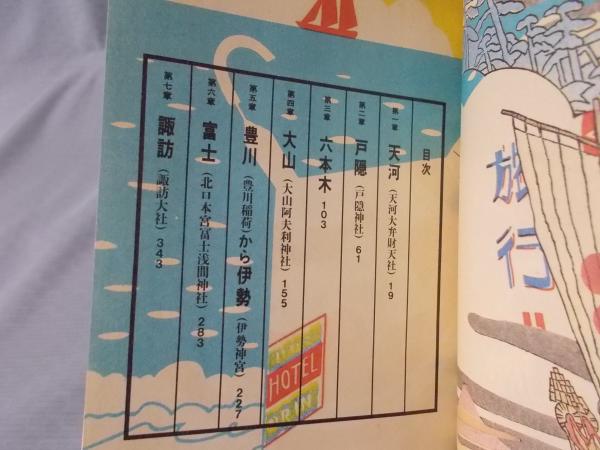 目次
第一章 天河（天河大弁財天社）19
第二章 戸隠（戸隠神社）61
第三章 六本木 103
第四章 大山（大山阿夫利神社）155
第五章 豊川（豊川稲荷）から伊勢（伊勢神宮）227
第六章 富士（北口本宮冨士浅間神社）283
第七章 諏訪（諏訪大社）343
HOTEL
旅行